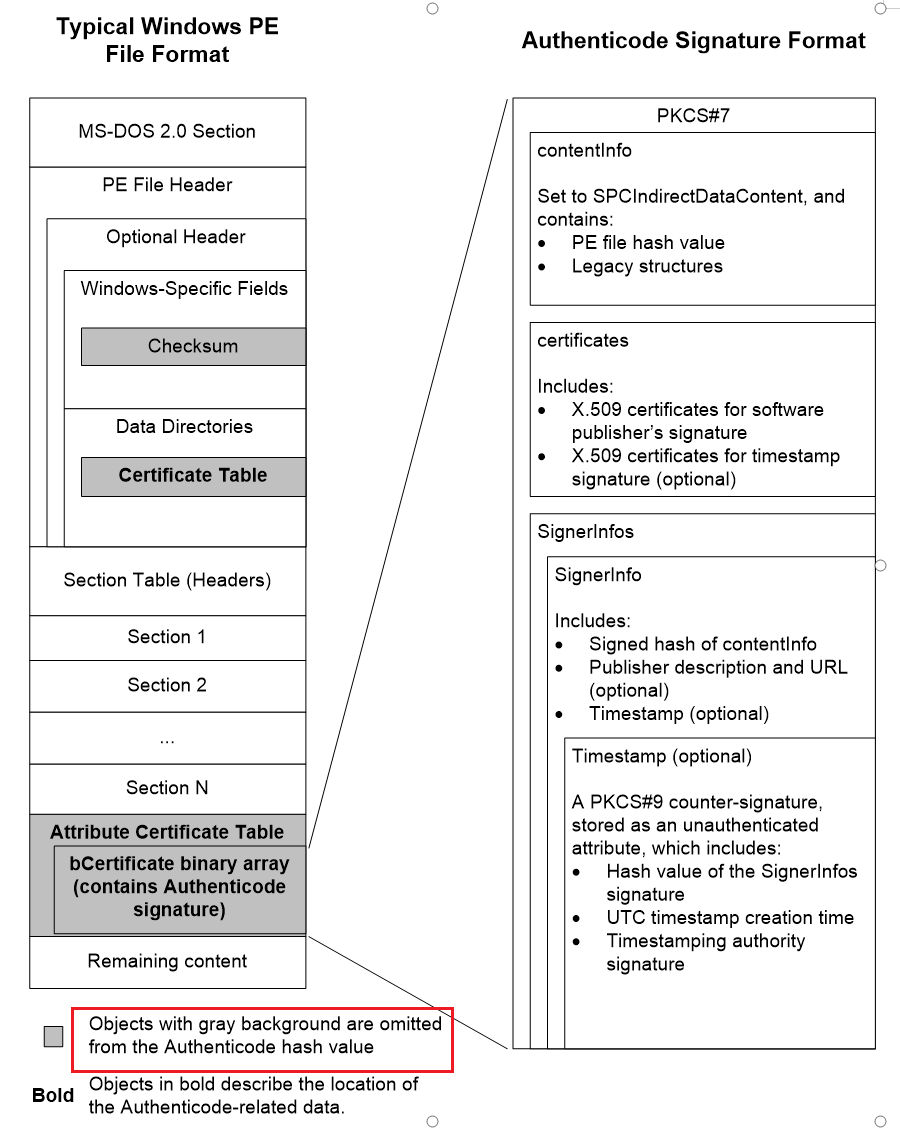 Typical Windows PE
File Format
MS-DOS 2.0 Section
PE File Header
Optional Header
Windows-Specific Fields
Checksum
Data Directories
Certificate Table
Section Table (Headers)
Section 1
Section 2
...
Section N
Attribute Certificate Table
bCertificate binary array
(contains Authenticode
signature)
Remaining content
Objects with gray background are omitted
from the Authenticode hash value
Bold
Objects in bold describe the location of
the Authenticode-related data.
Authenticode Signature Format
PKCS#7
contentInfo
Set to SPCIndirectDataContent, and
contains:
• PE file hash value
• Legacy structures
certificates
Includes:
• X.509 certificates for software
publisher’s signature
• X.509 certificates for timestamp
signature (optional)
SignerInfos
SignerInfo
Includes:
• Signed hash of contentInfo
• Publisher description and URL
(optional)
• Timestamp (optional)
Timestamp (optional)
A PKCS#9 counter-signature,
stored as an unauthenticated
attribute, which includes:
• Hash value of the SignerInfos
signature
• UTC timestamp creation time
• Timestamping authority
signature